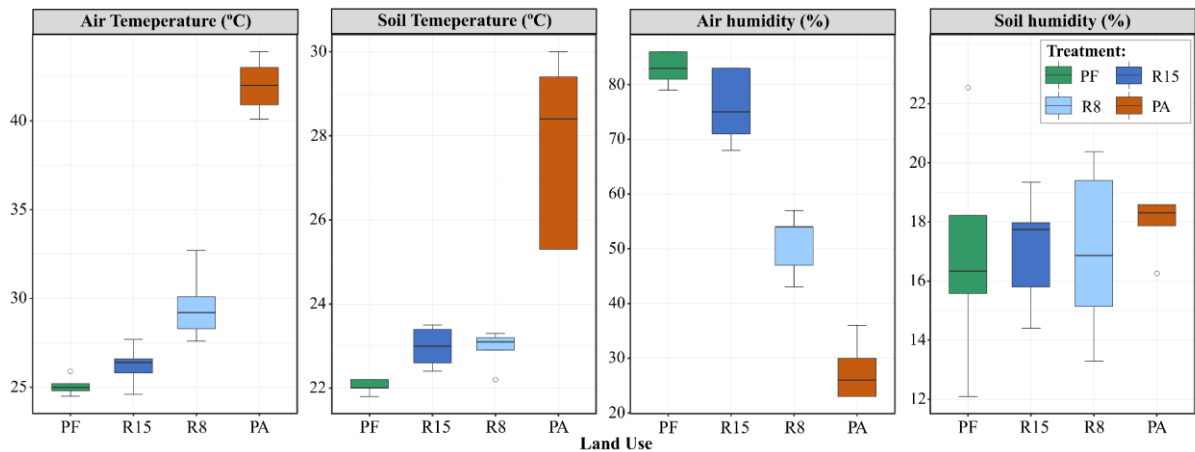 Air Temeperature (ºC) Soil Temeperature (ºC) Air humidity (%) Soil humidity (%)
40
35
30
25
PF R15 R8 PA
30
28
26
23
22
PF R15 R8 PA
80
70
60
50
40
30
20
PF R15 R8 PA
Treatment:
PF R15
R8 PA
22
20
18
16
14
12
PF R15 R8 PA
Land Use